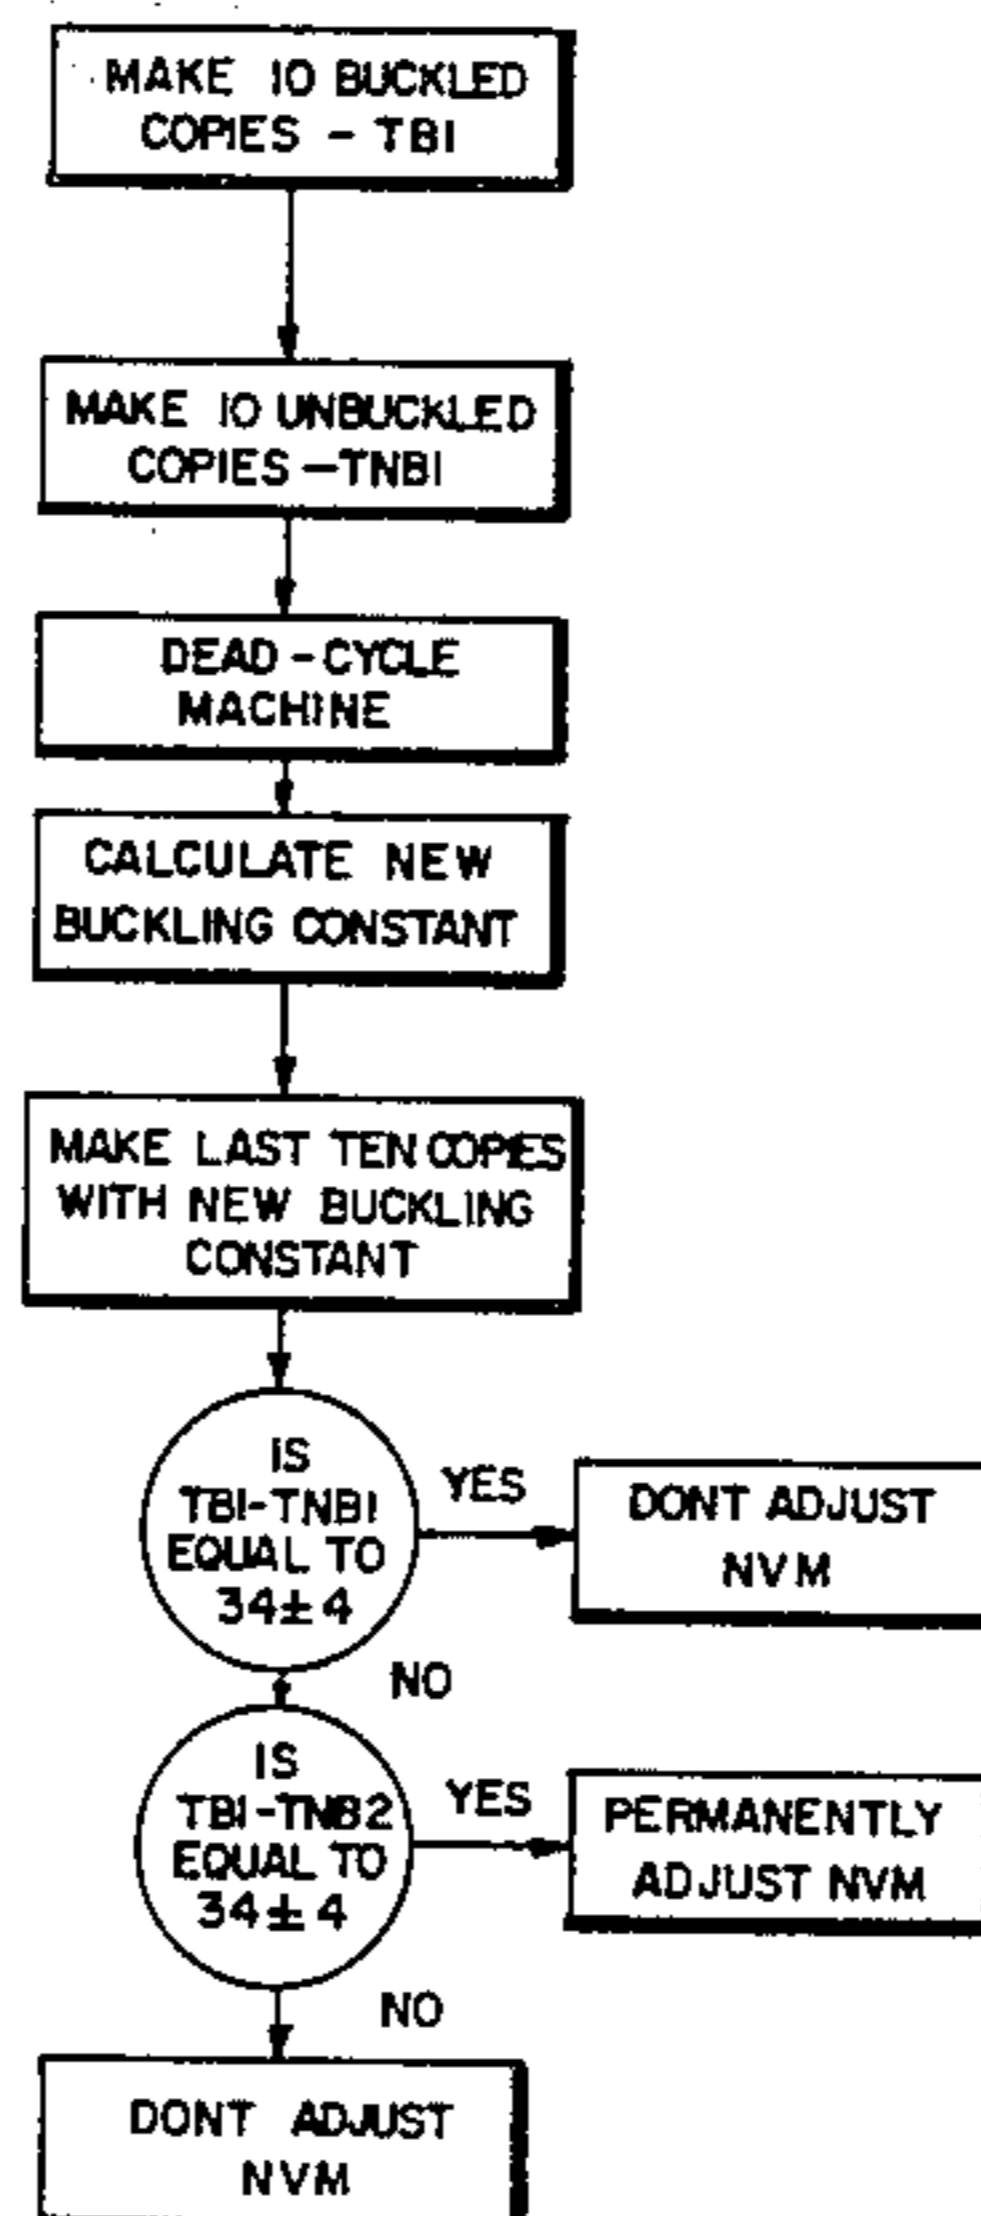 MAKE 10 BUCKLED
COPIES - TB1
MAKE 10 UNBUCKLED
COPIES - TNB1
DEAD-CYCLE
MACHINE
CALCULATE NEW
BUCKLING CONSTANT
MAKE LAST TEN COPIES
WITH NEW BUCKLING
CONSTANT
IS
TB1-TNB1
EQUAL TO
34±4
YES
DONT ADJUST
NVM
NO
IS
TB1-TNB2
EQUAL TO
34±4
YES
PERMANENTLY
ADJUST NVM
NO
DONT ADJUST
NVM